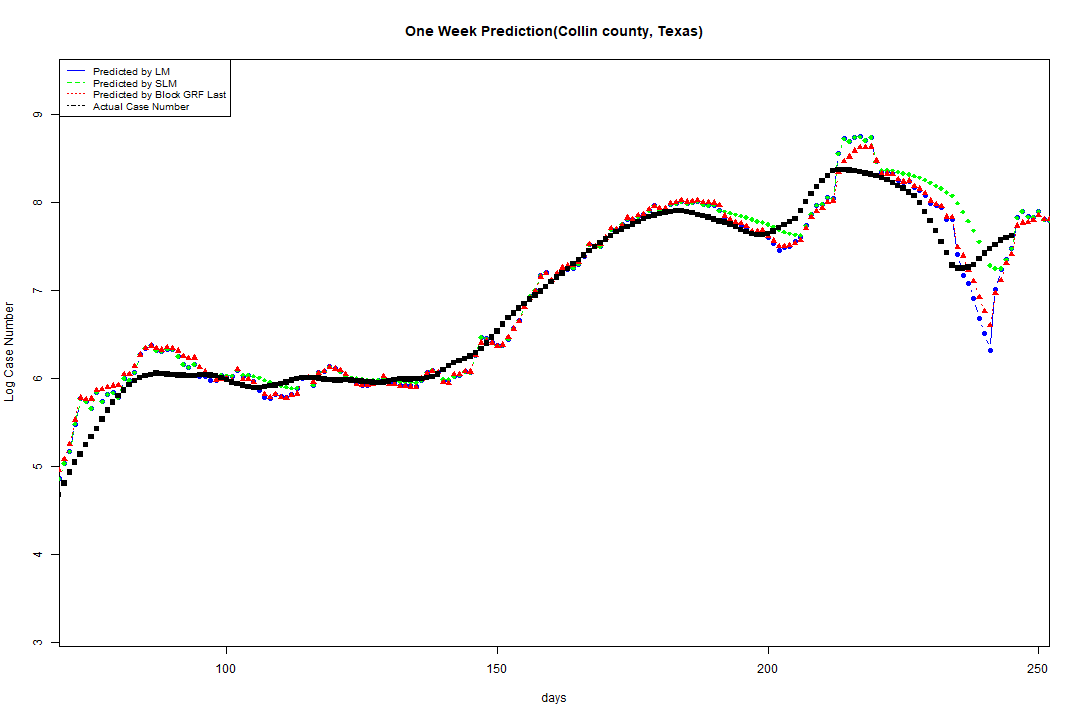 One Week Prediction(Collin county, Texas)
Predicted by LM
Predicted by SLM
Predicted by Block GRF Last
Actual Case Number
9
8
7
6
5
4
3
Log Case Number
100 150 200 250
days